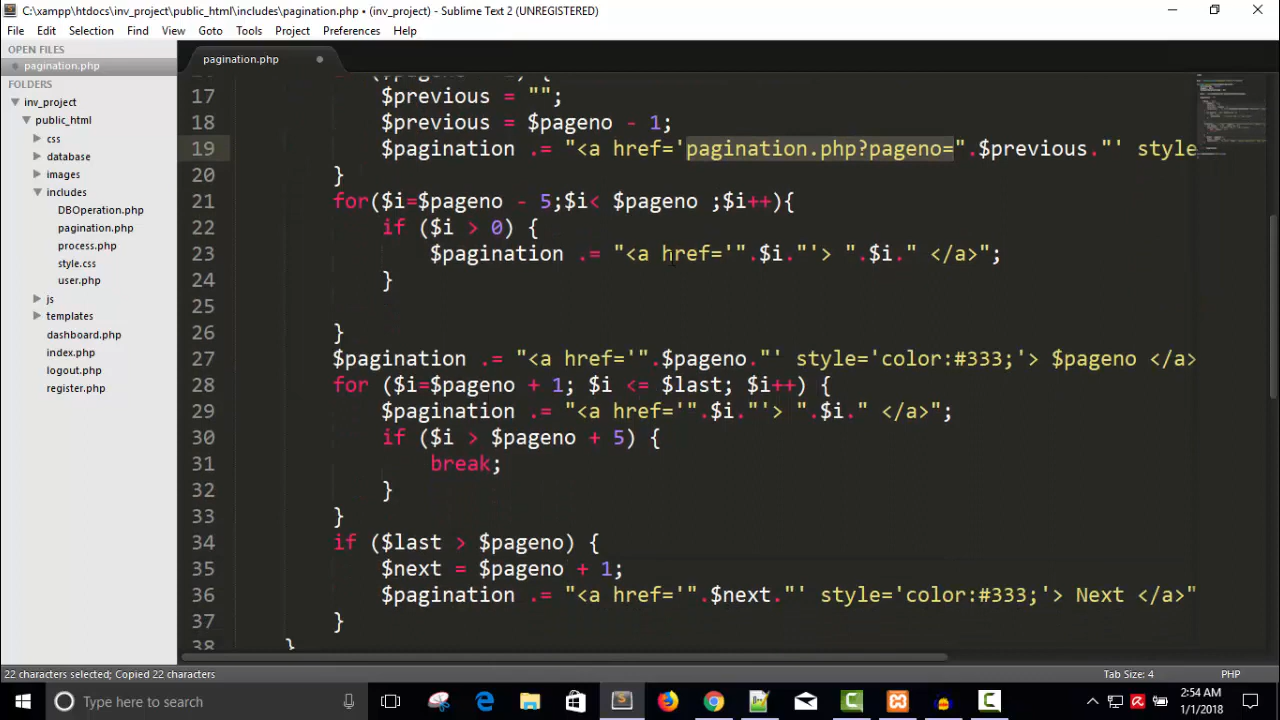 C:\xampp\htdocs\inv_project\public_html\includes\pagination.php • (inv_project) - Sublime Text 2 (UNREGISTERED)
File Edit Selection Find View Goto Tools Project Preferences Help
OPEN FILES
pagination.php
FOLDERS
inv_project
public_html
css
database
images
includes
DBOperation.php
pagination.php
process.php
style.css
user.php
js
templates
dashboard.php
index.php
logout.php
register.php
pagination.php
17 $previous = "";
18 $previous = $pageno - 1;
19 $pagination .= "<a href='pagination.php?pageno=".$previous."' style
20 }
21 for($i=$pageno - 5;$i< $pageno ;$i++){
22 if ($i > 0) {
23 $pagination .= "<a href='".$i."'> ".$i." </a>";
24 }
25
26 }
27 $pagination .= "<a href='".$pageno."' style='color:#333;'> $pageno </a>
28 for ($i=$pageno + 1; $i <= $last; $i++) {
29 $pagination .= "<a href='".$i."'> ".$i." </a>";
30 if ($i > $pageno + 5) {
31 break;
32 }
33 }
34 if ($last > $pageno) {
35 $next = $pageno + 1;
36 $pagination .= "<a href='".$next."' style='color:#333;'> Next </a>"
37 }
38 }
22 characters selected; Copied 22 characters
Tab Size: 4
PHP
Type here to search
2:54 AM
1/1/2018